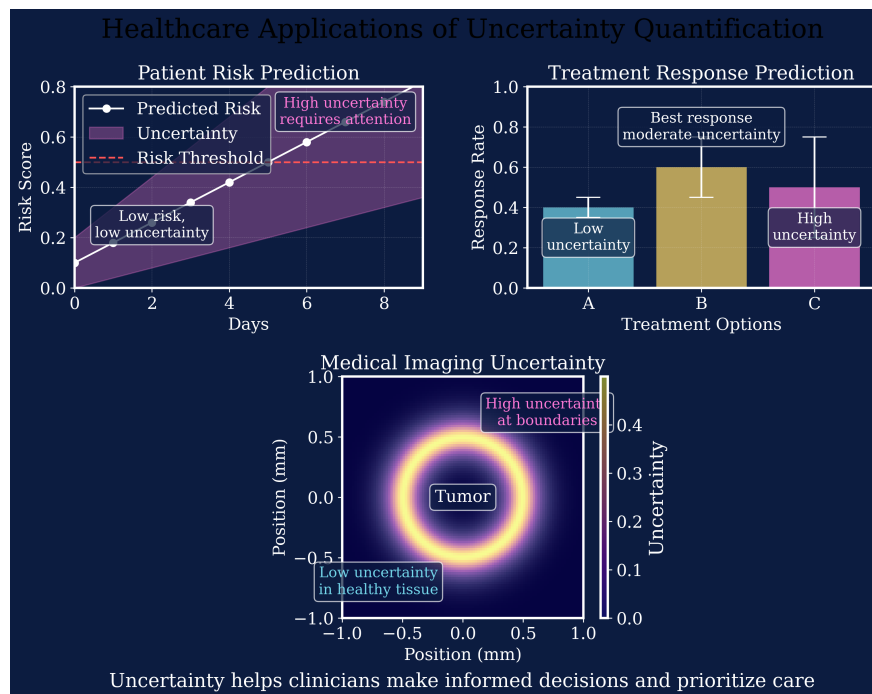 Healthcare Applications of Uncertainty Quantification
Patient Risk Prediction
0.8
0.6
0.4
0.2
0.0
Risk Score
Predicted Risk
Uncertainty
Risk Threshold
High uncertainty
requires attention
Low risk,
low uncertainty
0 2 4 6 8
Days
Treatment Response Prediction
1.0
0.8
0.6
0.4
0.2
0.0
Response Rate
Best response
moderate uncertainty
Low
uncertainty
High
uncertainty
A B C
Treatment Options
Medical Imaging Uncertainty
1.0
0.5
0.0
−0.5
−1.0
Position (mm)
High uncertainty
at boundaries
Tumor
Low uncertainty
in healthy tissue
−1.0 −0.5 0.0 0.5 1.0
Position (mm)
0.4
0.3
0.2
0.1
0.0
Uncertainty
Uncertainty helps clinicians make informed decisions and prioritize care